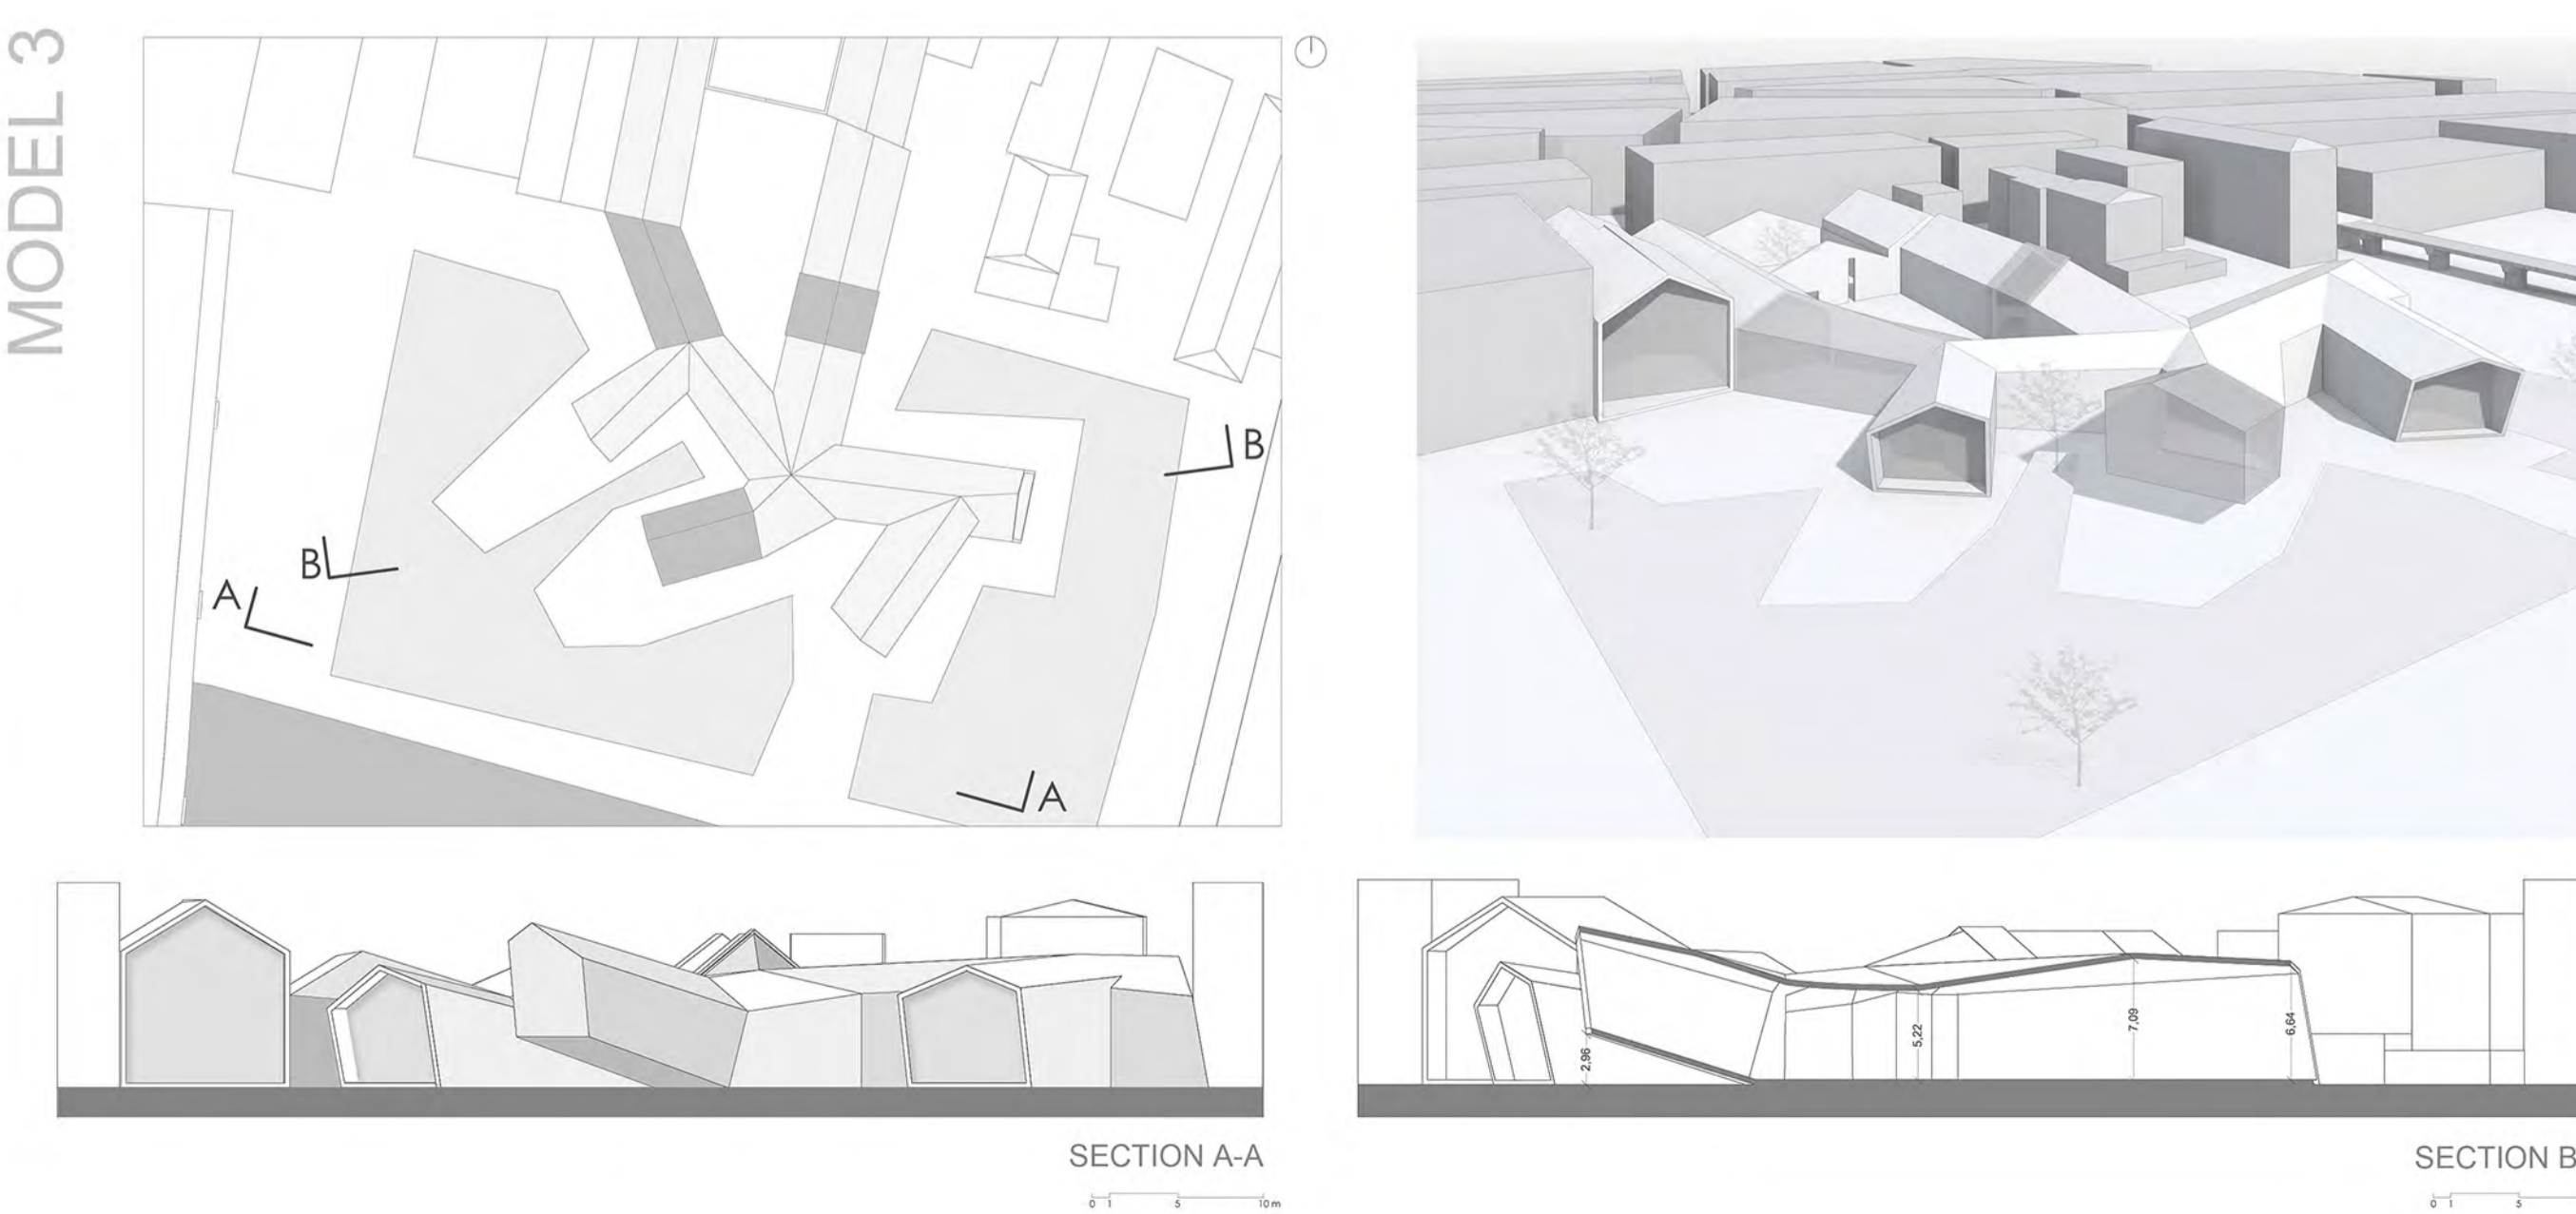 MODEL 3
B
B
A
A
2,96
5,22
7,09
6,64
SECTION A-A
SECTION B
0 1 5 10 m
0 1 5